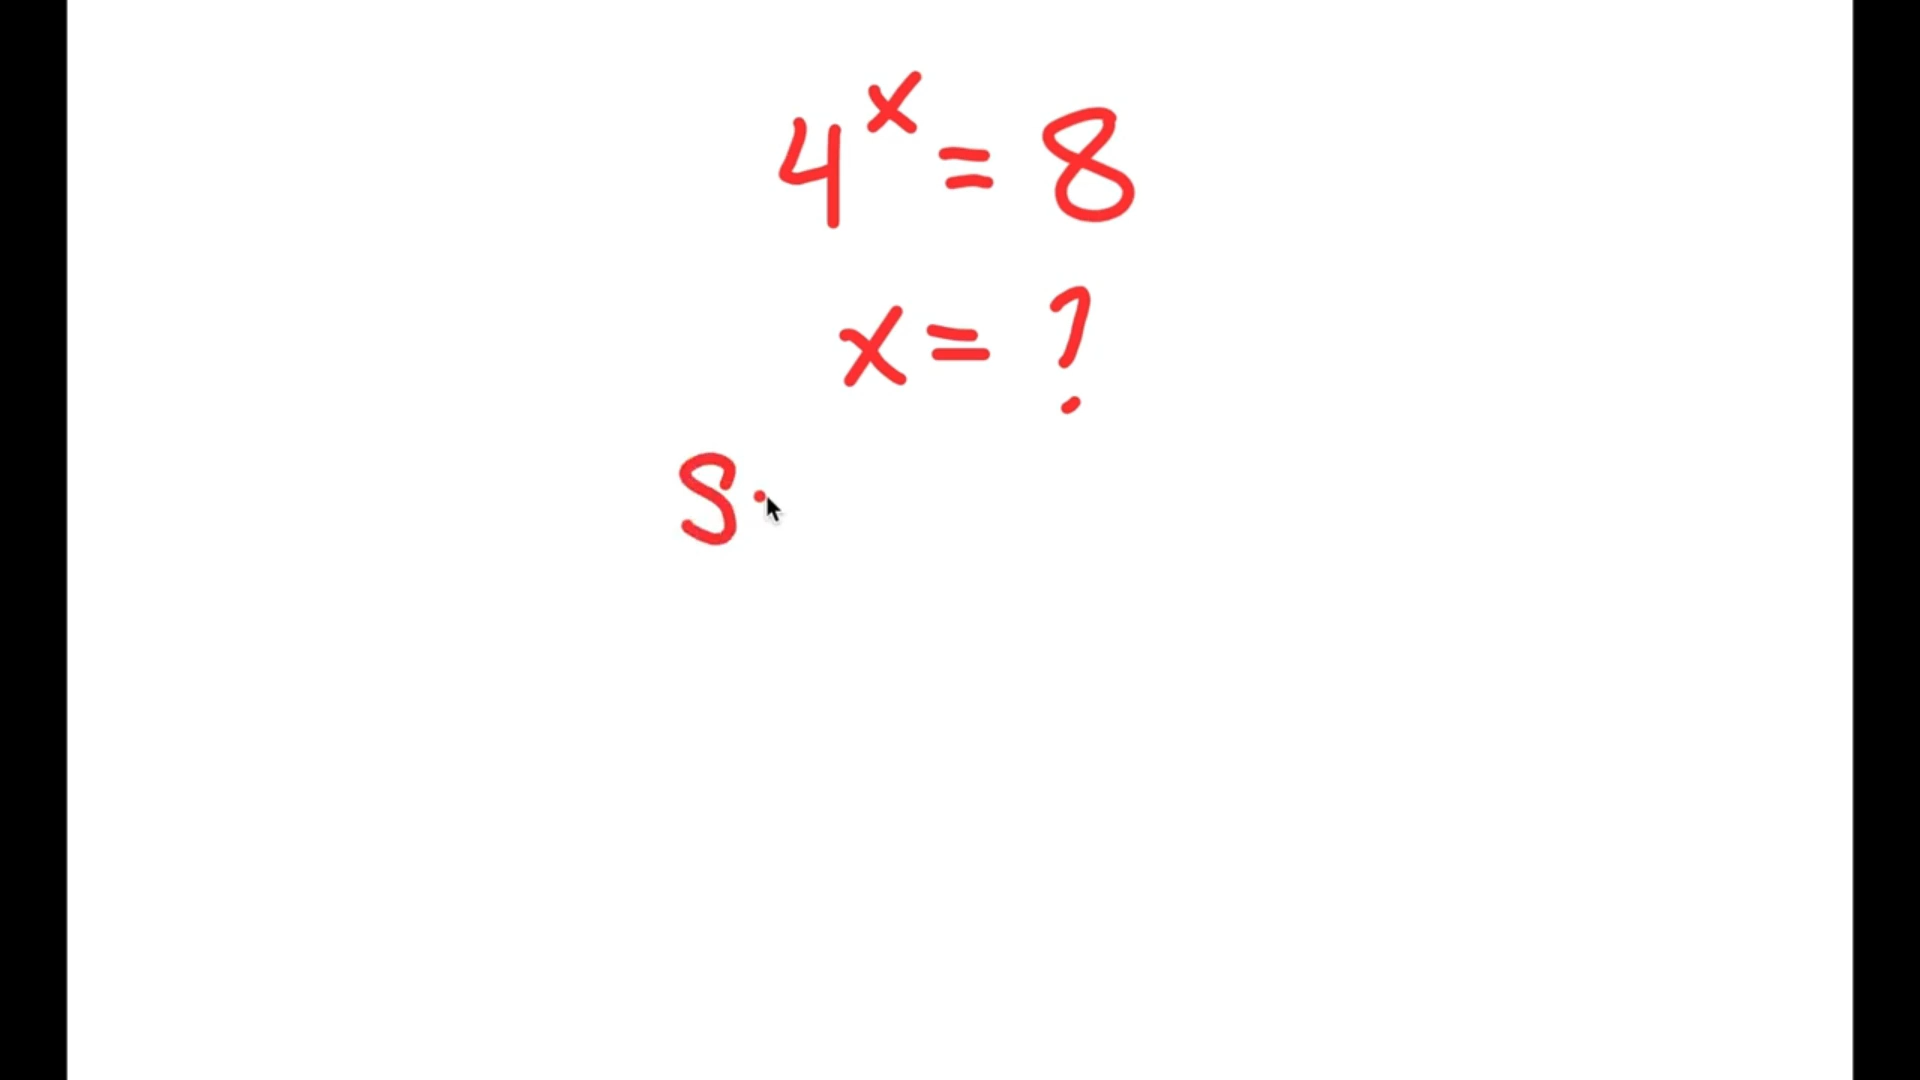 4^x = 8
x = ?
S